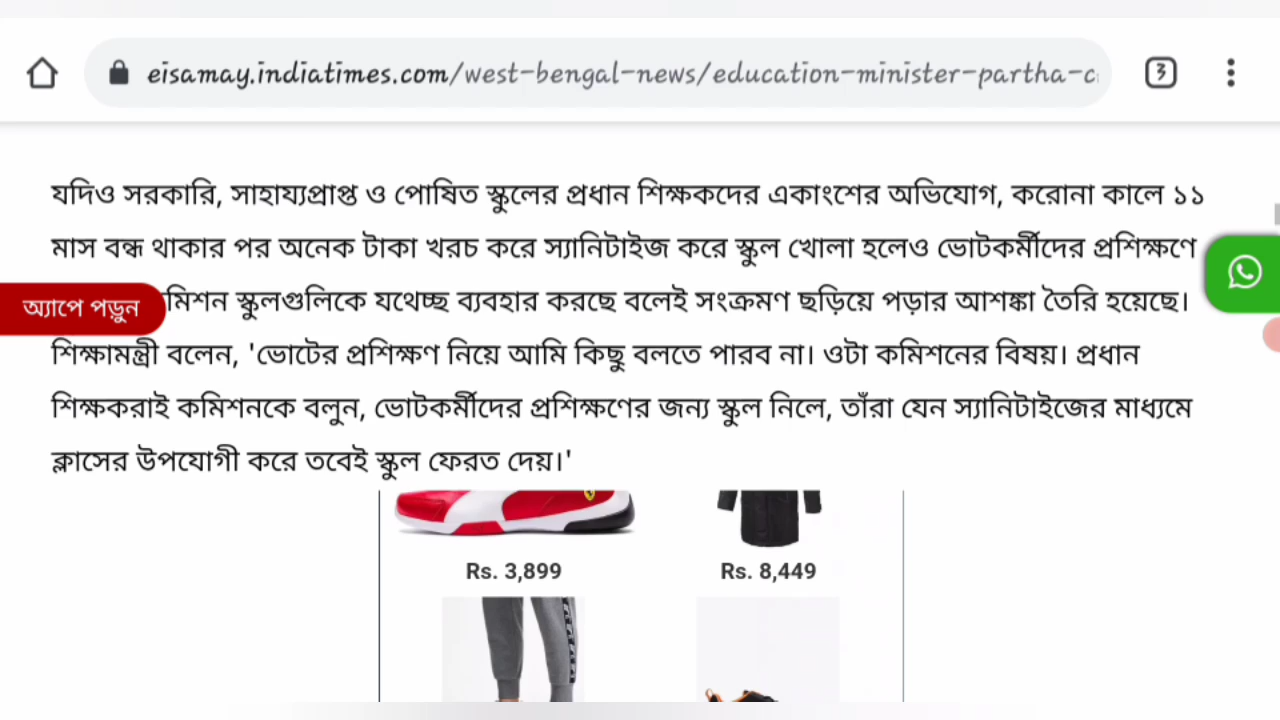 eisamay.indiatimes.com/west-bengal-news/education-minister-partha-c
3
যদিও সরকারি, সাহায্যপ্রাপ্ত ও পোষিত স্কুলের প্রধান শিক্ষকদের একাংশের অভিযোগ, করোনা কালে ১১
মাস বন্ধ থাকার পর অনেক টাকা খরচ করে স্যানিটাইজ করে স্কুল খোলা হলেও ভোটকর্মীদের প্রশিক্ষণে
অ্যাপে পড়ুন
মিশন স্কুলগুলিকে যথেচ্ছ ব্যবহার করছে বলেই সংক্রমণ ছড়িয়ে পড়ার আশঙ্কা তৈরি হয়েছে।
শিক্ষামন্ত্রী বলেন, 'ভোটের প্রশিক্ষণ নিয়ে আমি কিছু বলতে পারব না। ওটা কমিশনের বিষয়। প্রধান
শিক্ষকরাই কমিশনকে বলুন, ভোটকর্মীদের প্রশিক্ষণের জন্য স্কুল নিলে, তাঁরা যেন স্যানিটাইজের মাধ্যমে
ক্লাসের উপযোগী করে তবেই স্কুল ফেরত দেয়।'
Rs. 3,899
Rs. 8,449